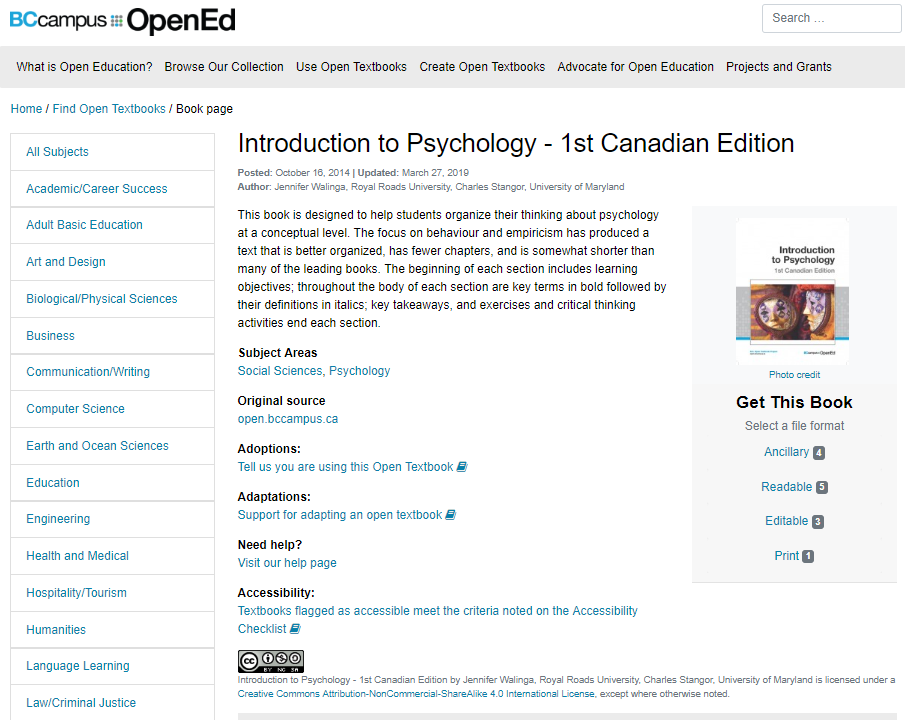 BCcampus OpenEd
Search …
What is Open Education? Browse Our Collection Use Open Textbooks Create Open Textbooks Advocate for Open Education Projects and Grants
Home / Find Open Textbooks / Book page
All Subjects
Academic/Career Success
Adult Basic Education
Art and Design
Biological/Physical Sciences
Business
Communication/Writing
Computer Science
Earth and Ocean Sciences
Education
Engineering
Health and Medical
Hospitality/Tourism
Humanities
Language Learning
Law/Criminal Justice
Introduction to Psychology - 1st Canadian Edition
Posted: October 16, 2014 | Updated: March 27, 2019
Author: Jennifer Walinga, Royal Roads University, Charles Stangor, University of Maryland
This book is designed to help students organize their thinking about psychology
at a conceptual level. The focus on behaviour and empiricism has produced a
text that is better organized, has fewer chapters, and is somewhat shorter than
many of the leading books. The beginning of each section includes learning
objectives; throughout the body of each section are key terms in bold followed by
their definitions in italics; key takeaways, and exercises and critical thinking
activities end each section.
Subject Areas
Social Sciences, Psychology
Original source
open.bccampus.ca
Adoptions:
Tell us you are using this Open Textbook
Adaptations:
Support for adapting an open textbook
Need help?
Visit our help page
Accessibility:
Textbooks flagged as accessible meet the criteria noted on the Accessibility
Checklist
CC BY NC SA
Introduction to Psychology - 1st Canadian Edition by Jennifer Walinga, Royal Roads University, Charles Stangor, University of Maryland is licensed under a
Creative Commons Attribution-NonCommercial-ShareAlike 4.0 International License, except where otherwise noted.
Introduction
to Psychology
1st Canadian Edition
BCcampus OpenEd
Photo credit
Get This Book
Select a file format
Ancillary 4
Readable 5
Editable 3
Print 1